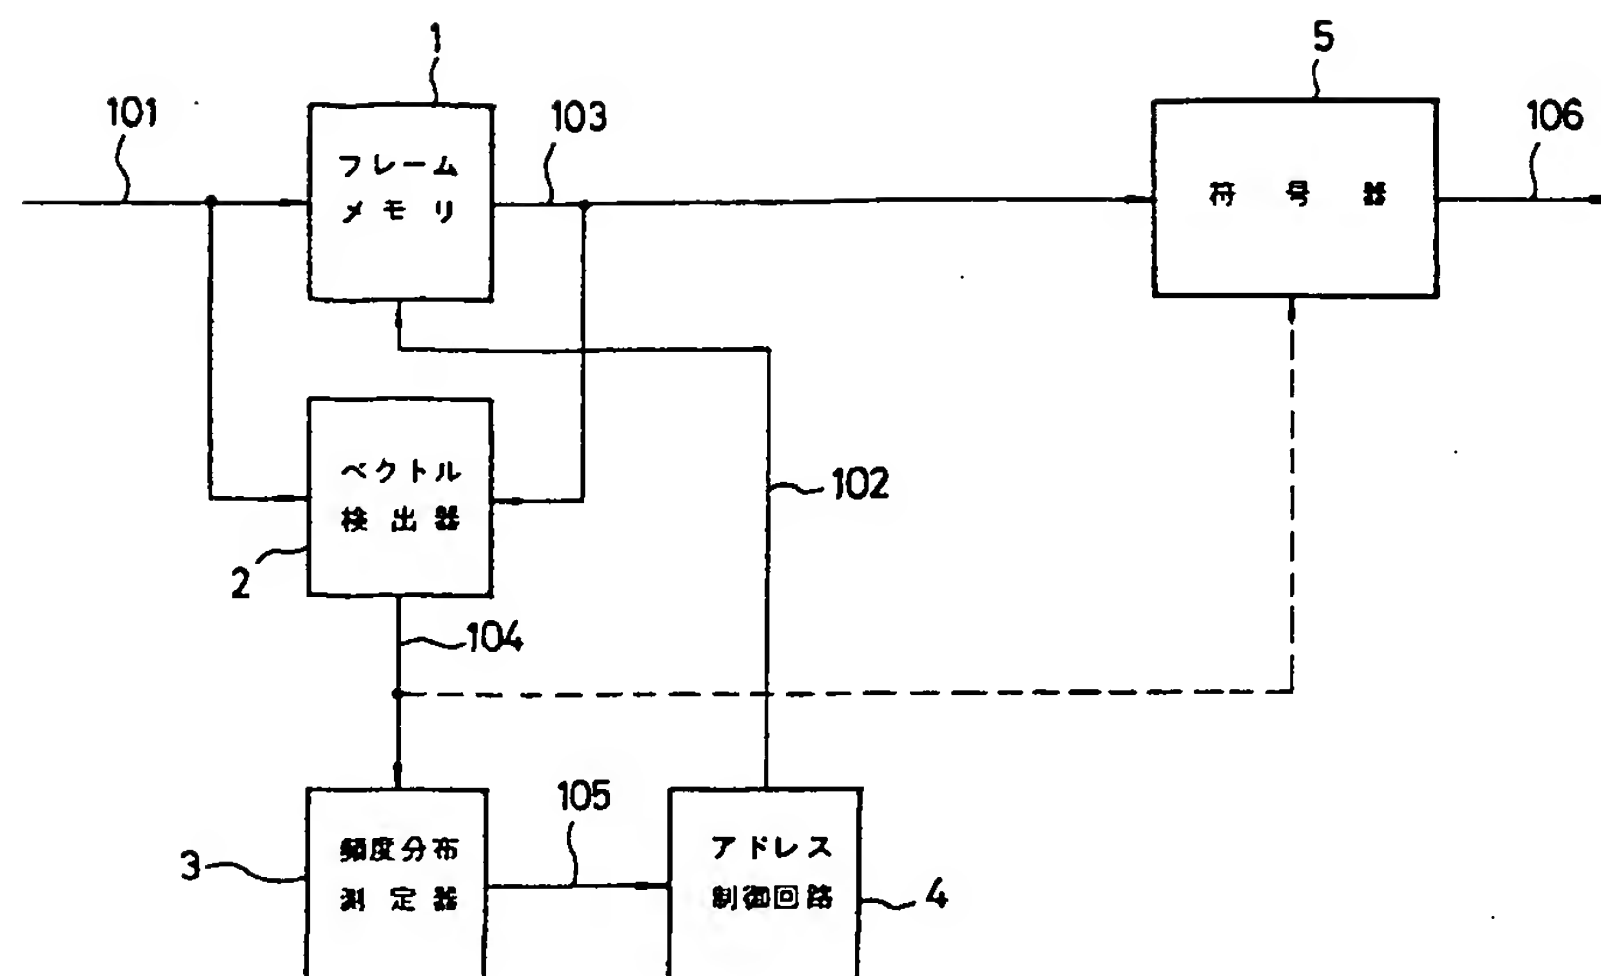 1
5
101
103
106
フレーム
メモリ
符号器
ベクトル
検出器
102
2
104
105
頻度分布
測定器
3
アドレス
制御回路
4